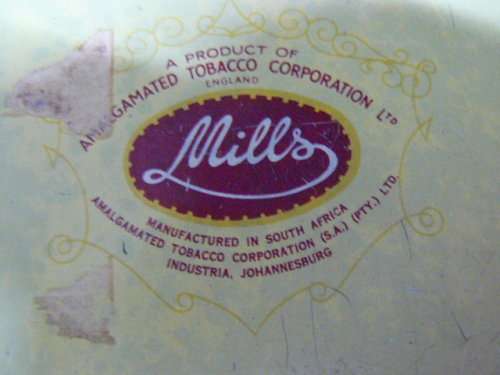 A PRODUCT OF
AMALGAMATED TOBACCO CORPORATION LTD
ENGLAND
Mills
MANUFACTURED IN SOUTH AFRICA
AMALGAMATED TOBACCO CORPORATION (S.A.) (PTY.) LTD.
INDUSTRIA, JOHANNESBURG